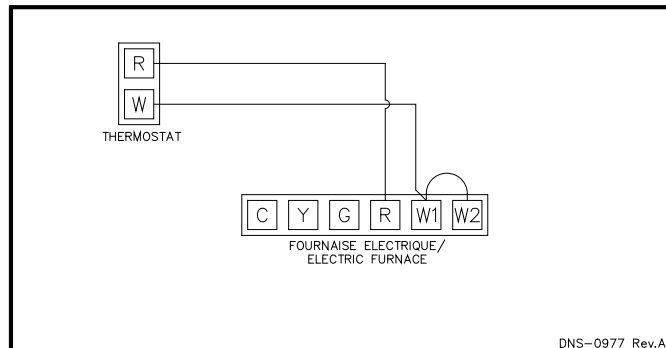 R
W
THERMOSTAT
C Y G R W1 W2
FOURNAISE ELECTRIQUE/
ELECTRIC FURNACE
DNS-0977 Rev.A